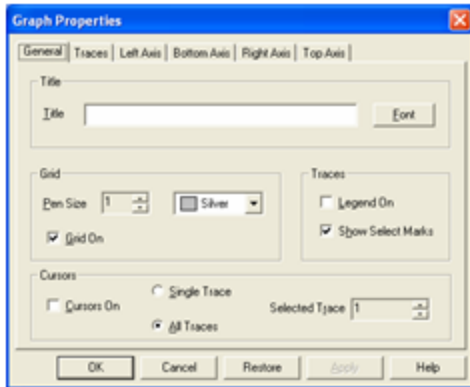 Graph Properties
General Traces Left Axis Bottom Axis Right Axis Top Axis
Title
Title Font
Grid Traces
Pen Size 1 Silver Legend On
Grid On Show Select Marks
Cursors
Cursors On Single Trace Selected Trace 1
All Traces
OK Cancel Restore Apply Help